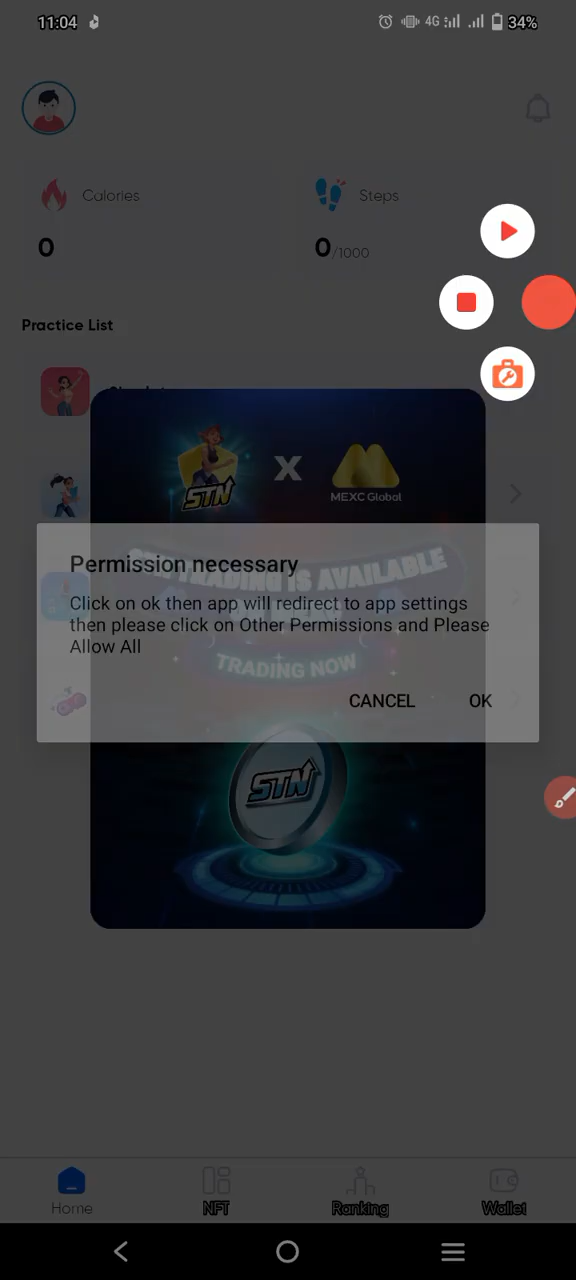 11:04
4G
34%
Calories
Steps
0
0/1000
Practice List
STN
X
MEXC Global
Permission necessary
TRADING IS AVAILABLE
Click on ok then app will redirect to app settings
then please click on Other Permissions and Please
Allow All
TRADING NOW
CANCEL
OK
STN
Home
NFT
Ranking
Wallet